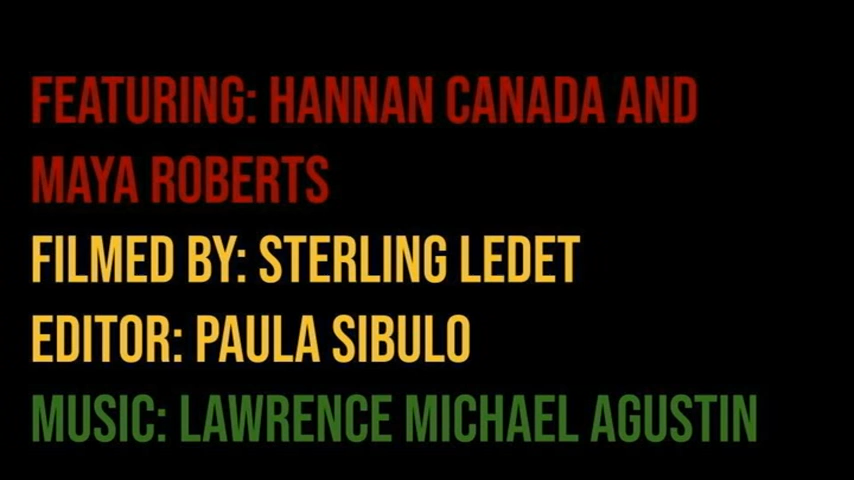 FEATURING: HANNAN CANADA AND
MAYA ROBERTS
FILMED BY: STERLING LEDET
EDITOR: PAULA SIBULO
MUSIC: LAWRENCE MICHAEL AGUSTIN